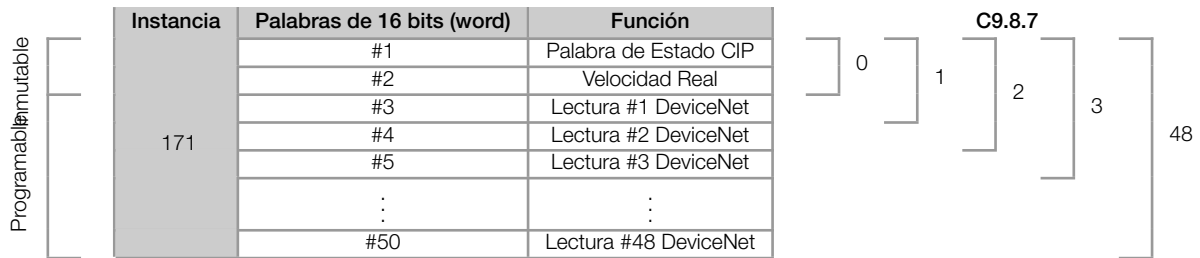 Instancia Palabras de 16 bits (word) Función C9.8.7
Inmutable #1 Palabra de Estado CIP 0
#2 Velocidad Real 1
Programable 171 #3 Lectura #1 DeviceNet 2
#4 Lectura #2 DeviceNet 3
#5 Lectura #3 DeviceNet 48
#50 Lectura #48 DeviceNet